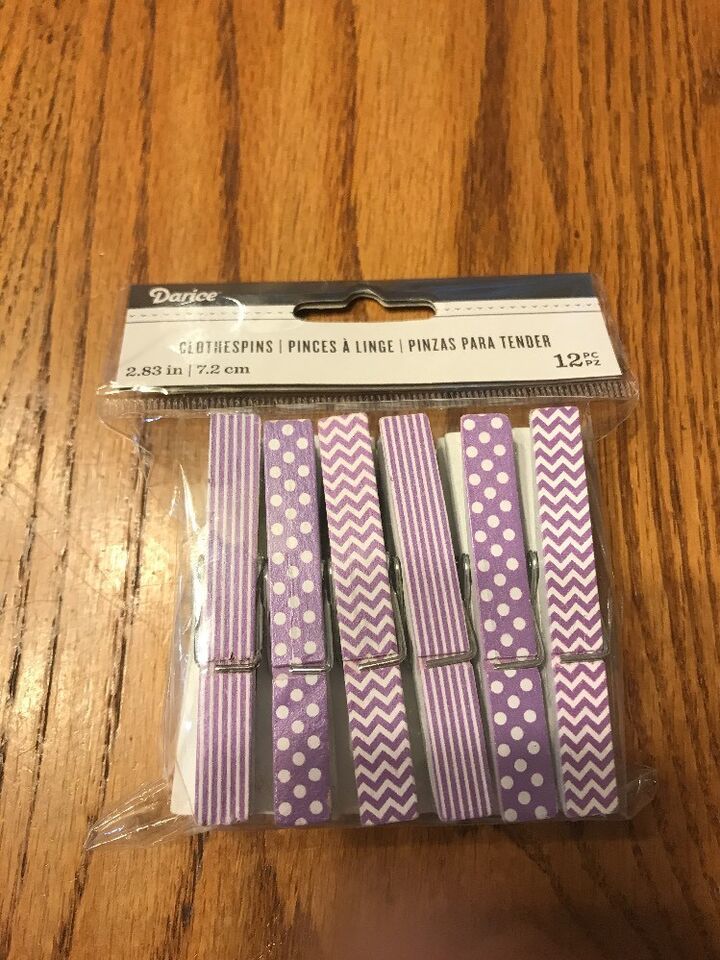 Darice
CLOTHESPINS | PINCES À LINGE | PINZAS PARA TENDER
2.83 in | 7.2 cm
12 PC PZ